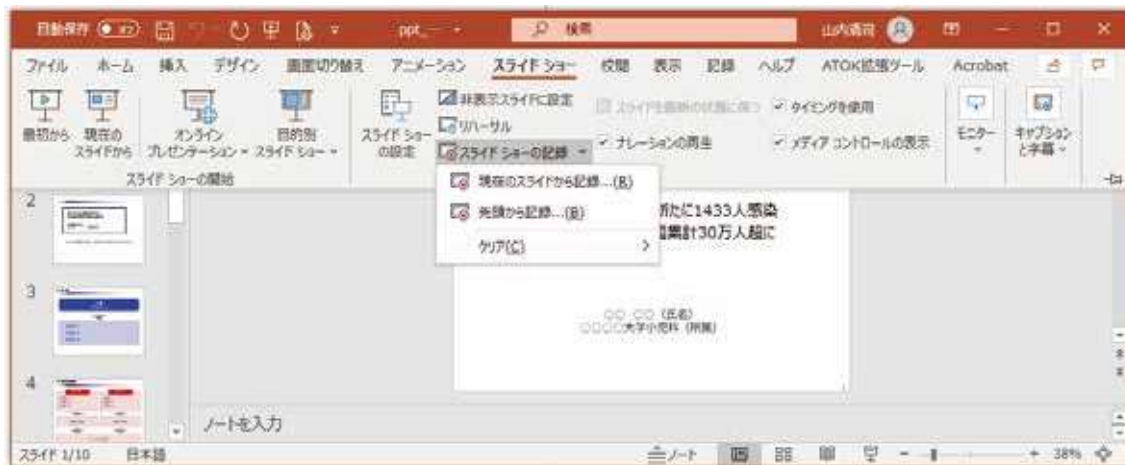 自動保存 ppt_ 検索 山内清司
ファイル ホーム 挿入 デザイン 画面切り替え アニメーション スライド ショー 校閲 表示 記録 ヘルプ ATOK拡張ツール Acrobat
最初から 現在のスライドから オンラインプレゼンテーション 目的別スライド ショー スライド ショーの設定
非表示スライドに設定 タイミングを使用
リハーサル ナレーションの再生 メディア コントロールの表示
スライド ショーの記録
モニター キャプションと字幕
スライド ショーの開始
現在のスライドから記録...(R)
先頭から記録...(B)
クリア(C)
たに1433人感染
累計30万人超に
○○ ○○ (氏名)
○○○○大学小児科 (所属)
2
3
4
ノートを入力
スライド 1/10 日本語 ノート 38%